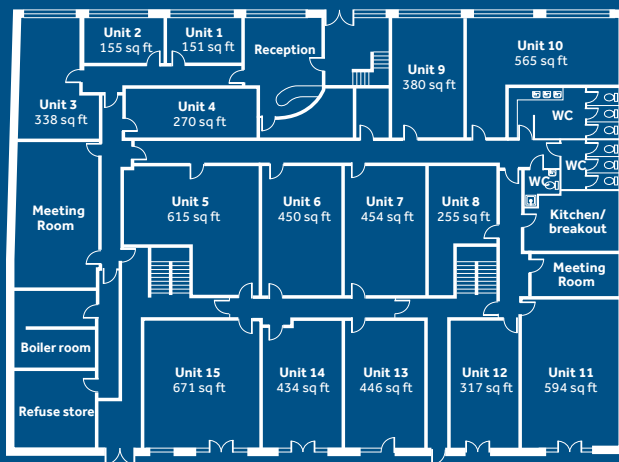 Unit 2
155 sq ft
Unit 1
151 sq ft
Reception
Unit 3
338 sq ft
Unit 4
270 sq ft
Unit 9
380 sq ft
Unit 10
565 sq ft
WC
WC
WC
Unit 5
615 sq ft
Unit 6
450 sq ft
Unit 7
454 sq ft
Unit 8
255 sq ft
Meeting
Room
Kitchen/
breakout
Meeting
Room
Boiler room
Refuse store
Unit 15
671 sq ft
Unit 14
434 sq ft
Unit 13
446 sq ft
Unit 12
317 sq ft
Unit 11
594 sq ft